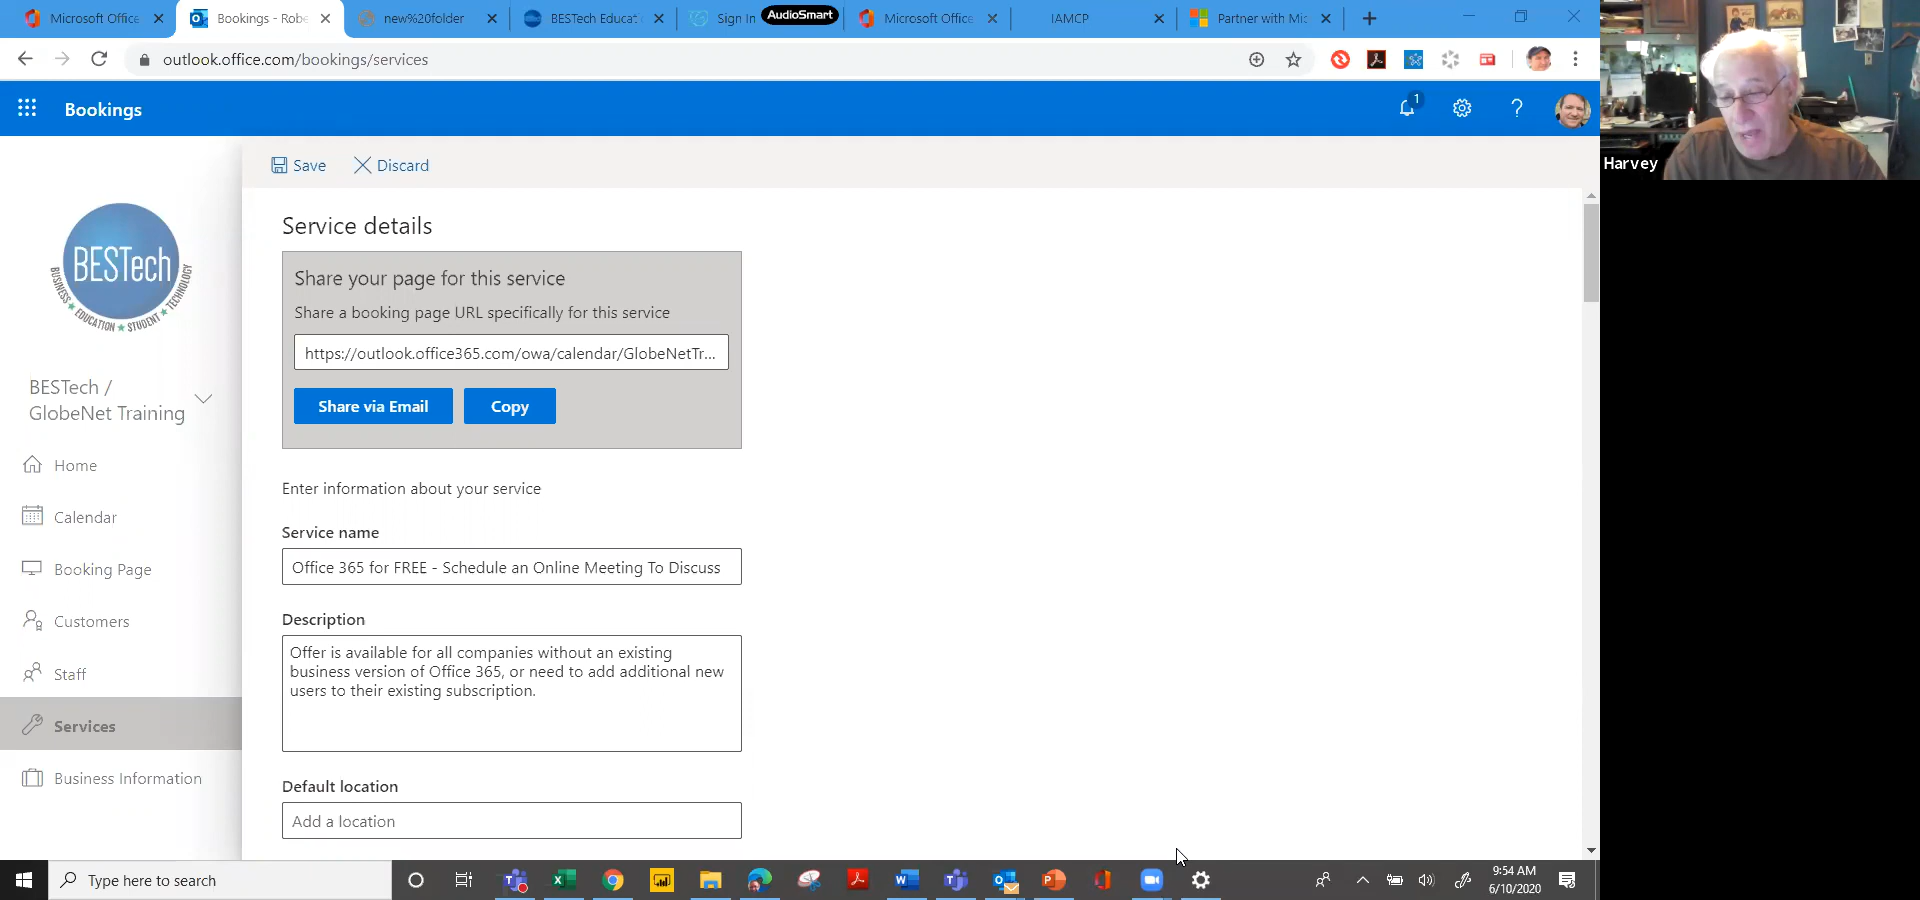 Microsoft Office
Bookings - Robe
new%20folder
BESTech Educat
Sign In
AudioSmart
Microsoft Office
IAMCP
Partner with Mic
outlook.office.com/bookings/services
Bookings
1
Harvey
Save
Discard
BESTech
BUSINESS ★ EDUCATION ★ STUDENT ★ TECHNOLOGY
BESTech /
GlobeNet Training
Home
Calendar
Booking Page
Customers
Staff
Services
Business Information
Service details
Share your page for this service
Share a booking page URL specifically for this service
https://outlook.office365.com/owa/calendar/GlobeNetTr...
Share via Email
Copy
Enter information about your service
Service name
Office 365 for FREE - Schedule an Online Meeting To Discuss
Description
Offer is available for all companies without an existing
business version of Office 365, or need to add additional new
users to their existing subscription.
Default location
Add a location
Type here to search
9:54 AM
6/10/2020